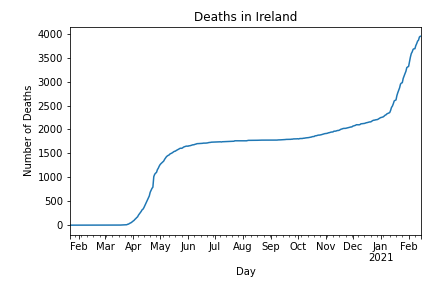 Deaths in Ireland
Number of Deaths
4000
3500
3000
2500
2000
1500
1000
500
0
Feb Mar Apr May Jun Jul Aug Sep Oct Nov Dec Jan Feb
2021
Day